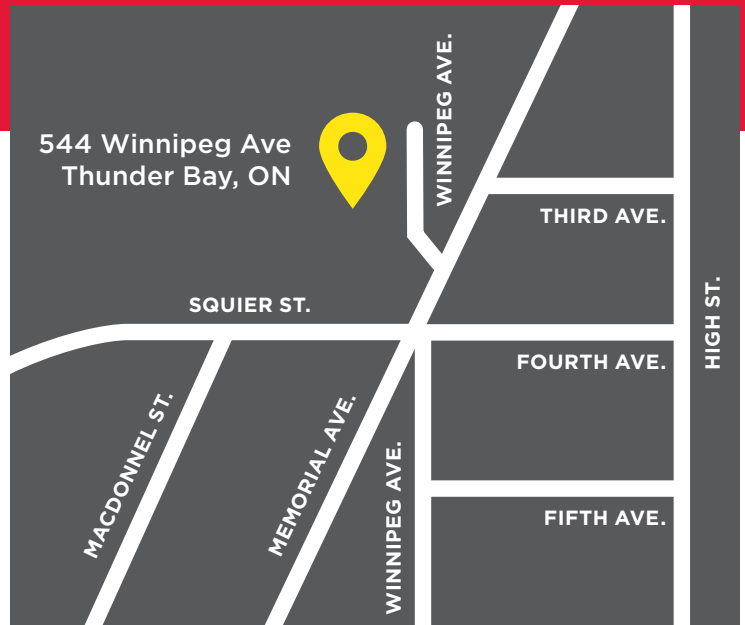 WINNIPEG AVE.
544 Winnipeg Ave
Thunder Bay, ON
THIRD AVE.
SQUIER ST.
HIGH ST.
FOURTH AVE.
MACDONNEL ST.
MEMORIAL AVE.
WINNIPEG AVE.
FIFTH AVE.